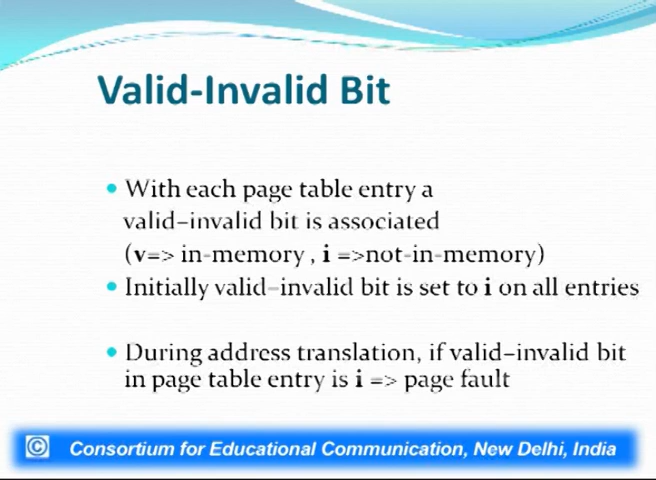 Valid-Invalid Bit
• With each page table entry a
valid–invalid bit is associated
(v=> in-memory , i =>not-in-memory)
• Initially valid–invalid bit is set to i on all entries
• During address translation, if valid–invalid bit
in page table entry is i => page fault
© Consortium for Educational Communication, New Delhi, India